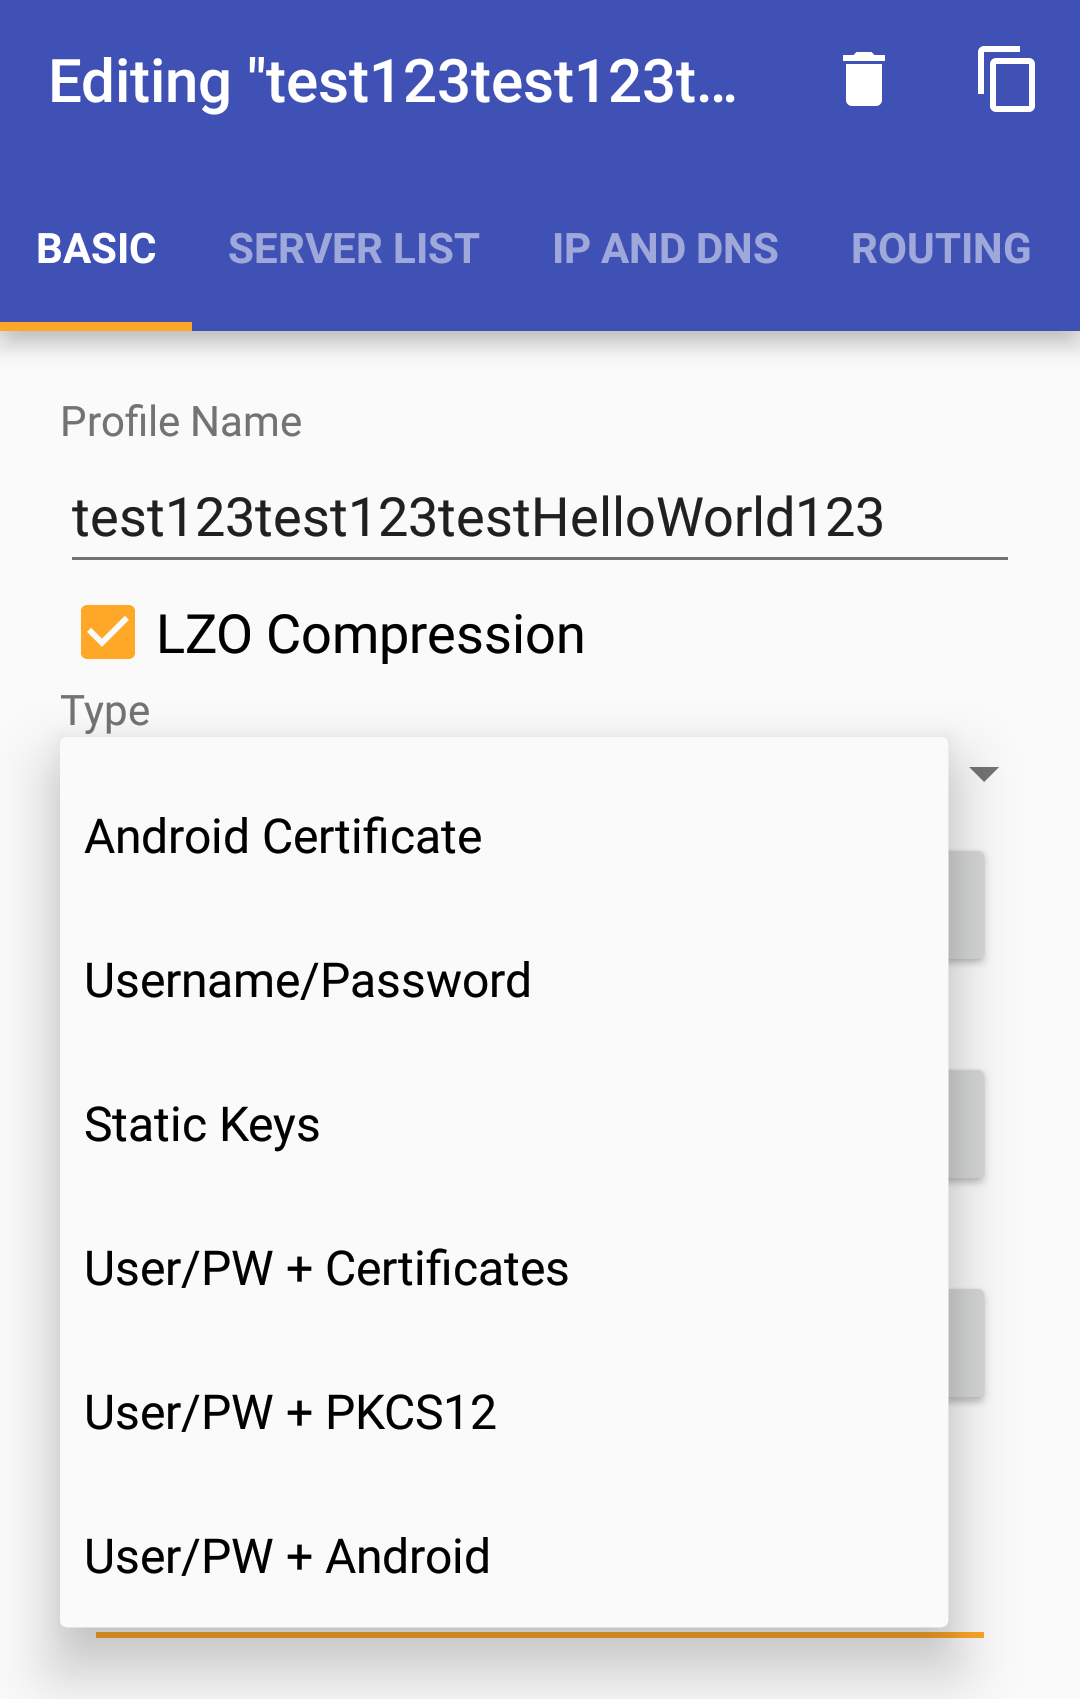 Editing "test123test123t…
BASIC SERVER LIST IP AND DNS ROUTING
Profile Name
test123test123testHelloWorld123
LZO Compression
Type
Android Certificate
Username/Password
Static Keys
User/PW + Certificates
User/PW + PKCS12
User/PW + Android